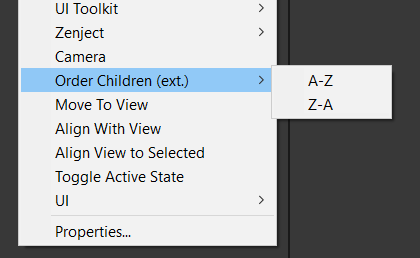 UI Toolkit
Zenject
Camera
Order Children (ext.)
A-Z
Z-A
Move To View
Align With View
Align View to Selected
Toggle Active State
UI
Properties...